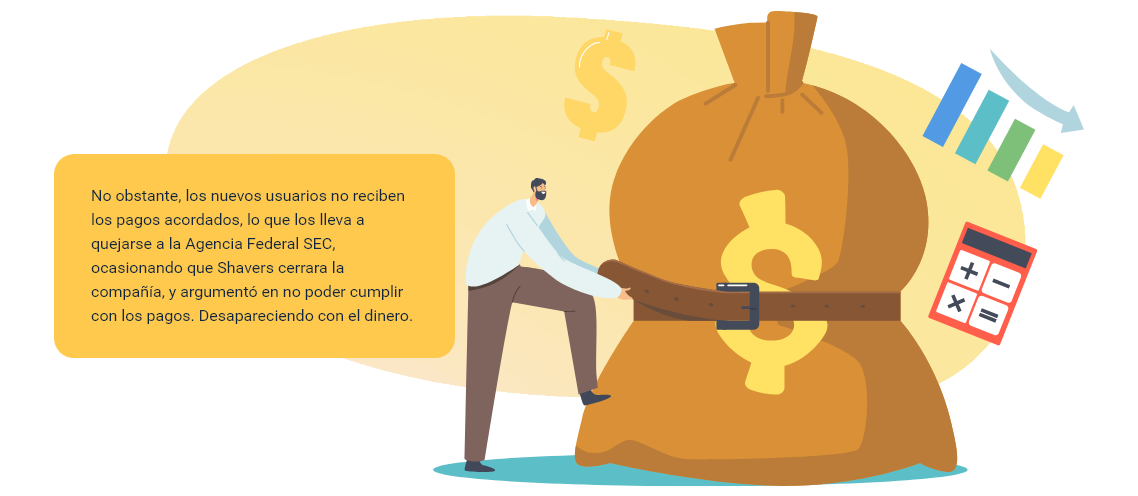 No obstante, los nuevos usuarios no reciben
los pagos acordados, lo que los lleva a
quejarse a la Agencia Federal SEC,
ocasionando que Shavers cerrara la
compañía, y argumentó en no poder cumplir
con los pagos. Desapareciendo con el dinero.